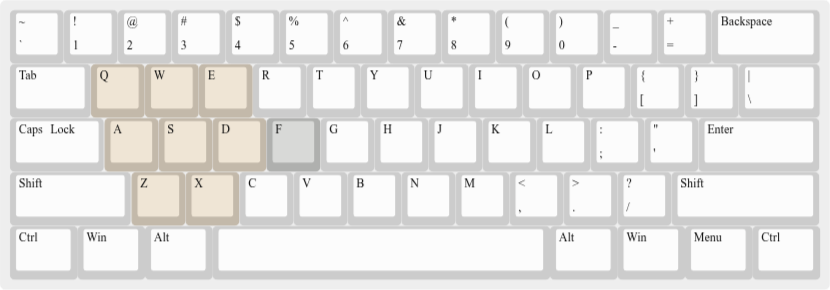 ~ ! @ # $ % ^ & * ( ) _ + Backspace
` 1 2 3 4 5 6 7 8 9 0 - =
Tab Q W E R T Y U I O P { } |
[ ] \
Caps Lock A S D F G H J K L : " Enter
; '
Shift Z X C V B N M < > ? Shift
, . /
Ctrl Win Alt Alt Win Menu Ctrl